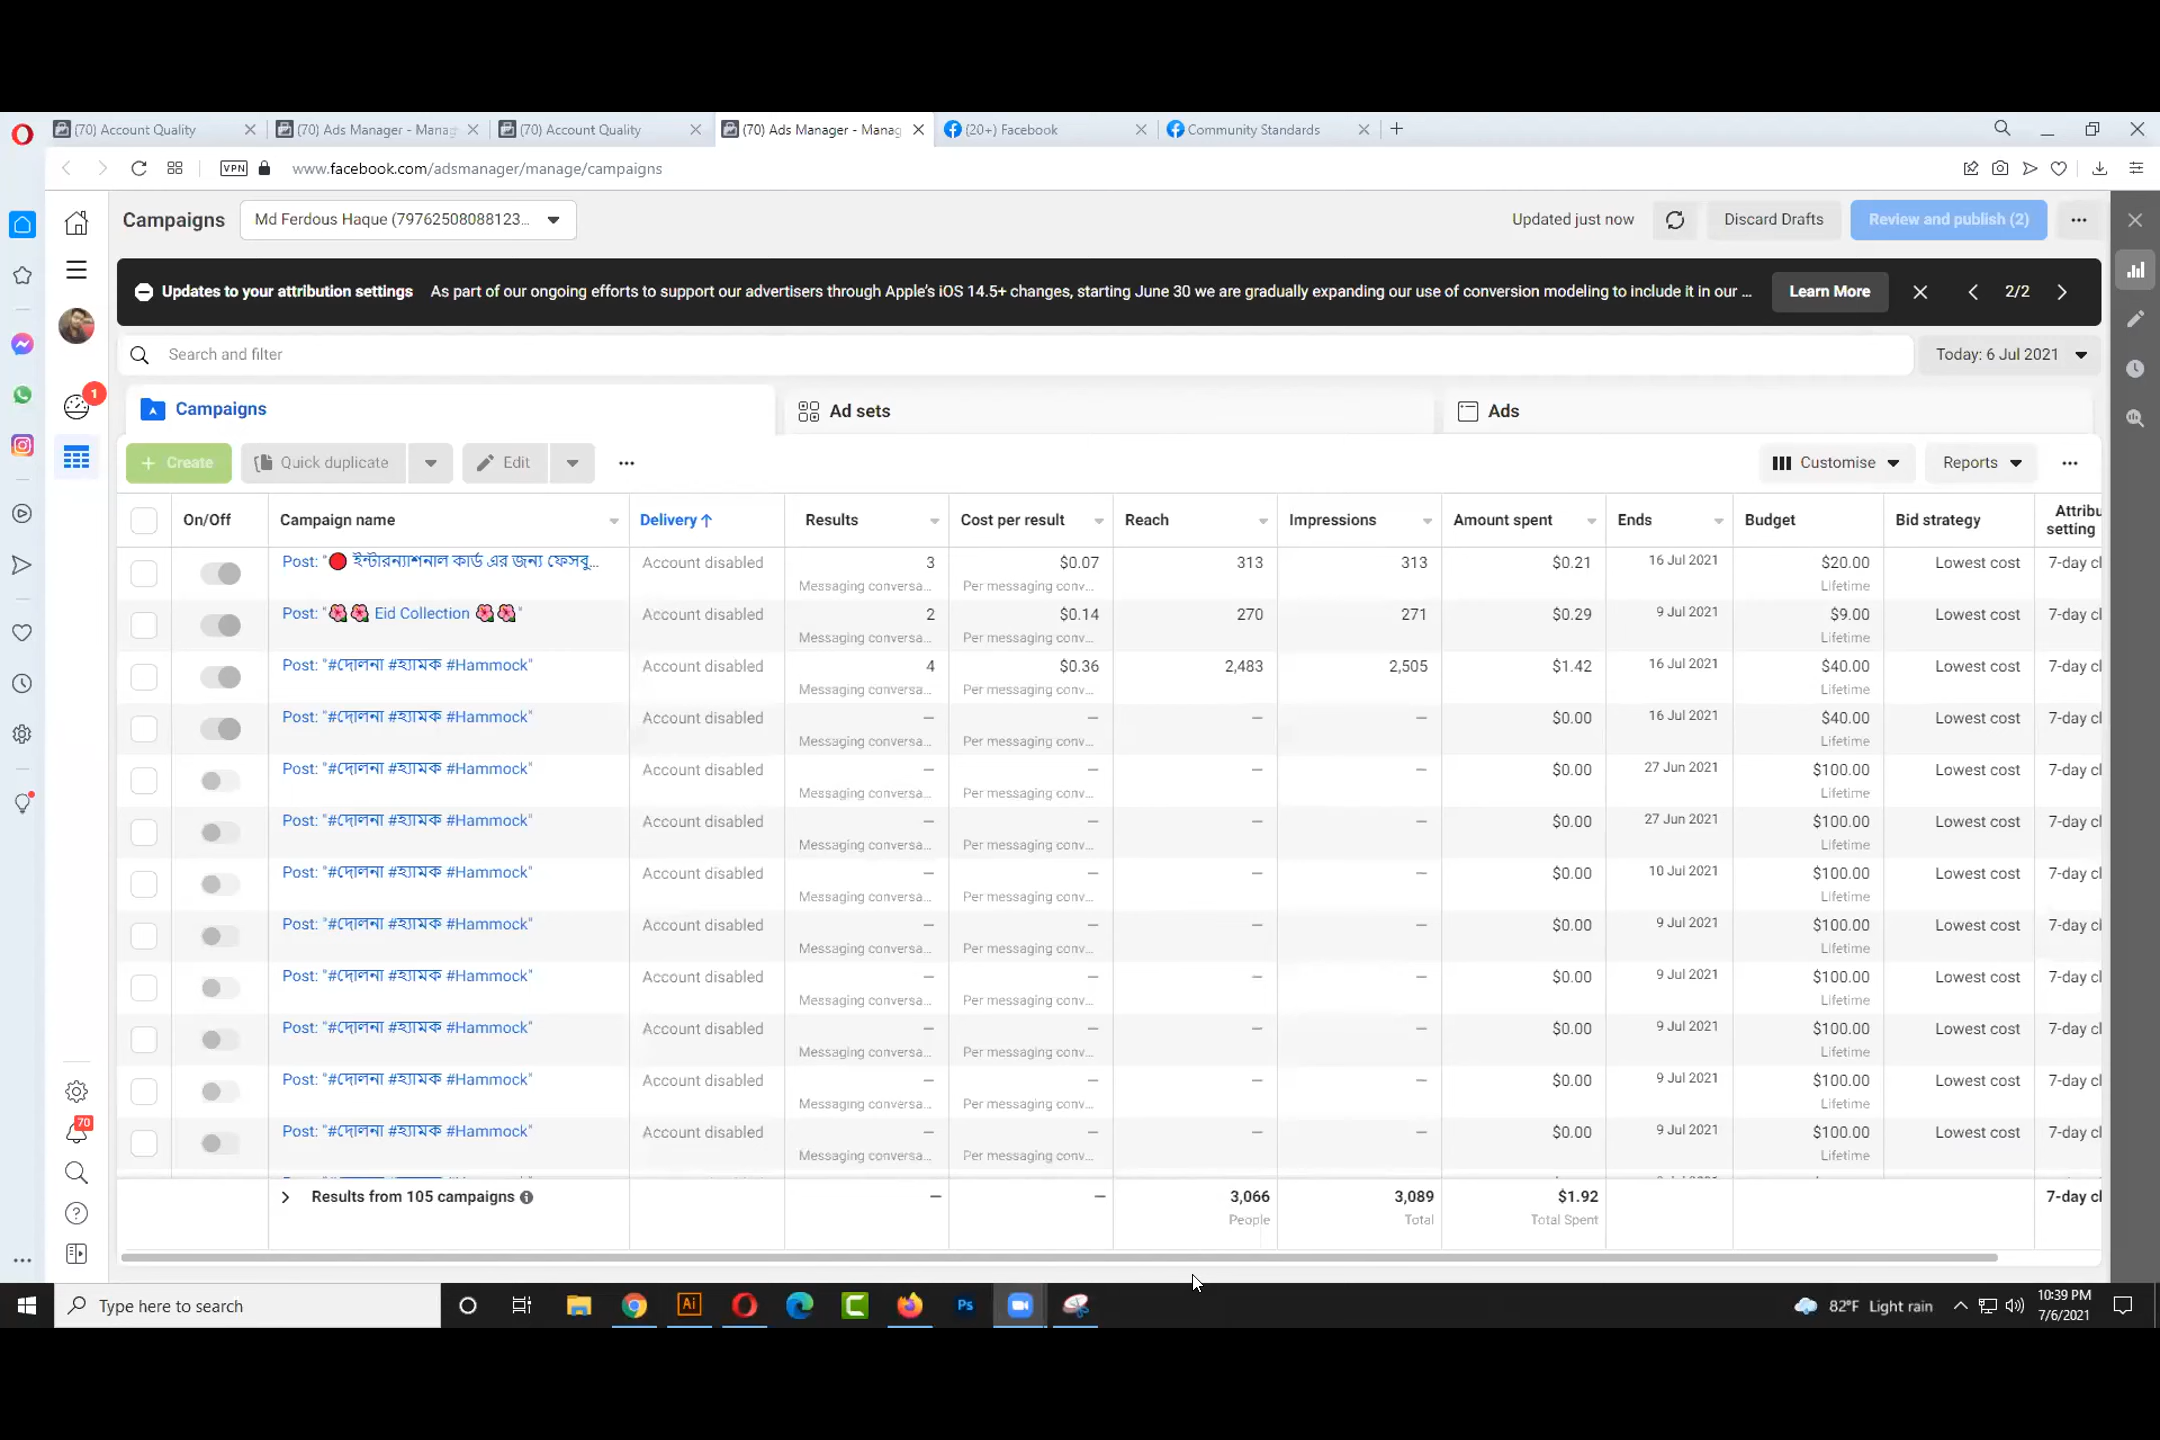 (70) Account Quality
(70) Ads Manager - Manag
(70) Account Quality
(70) Ads Manager - Manag
(20+) Facebook
Community Standards
VPN
www.facebook.com/adsmanager/manage/campaigns
Campaigns
Md Ferdous Haque (79762508088123...
Updated just now
Discard Drafts
Review and publish (2)
Updates to your attribution settings As part of our ongoing efforts to support our advertisers through Apple's iOS 14.5+ changes, starting June 30 we are gradually expanding our use of conversion modeling to include it in our ...
Learn More
2/2
Search and filter
Today: 6 Jul 2021
1
Campaigns
Ad sets
Ads
+ Create
Quick duplicate
Edit
Customise
Reports
On/Off Campaign name Delivery↑ Results Cost per result Reach Impressions Amount spent Ends Budget Bid strategy Attribu
setting
Post: "🔴 ইন্টারন্যাশনাল কার্ড এর জন্য ফেসবু... Account disabled 3 $0.07 313 313 $0.21 16 Jul 2021 $20.00 Lowest cost 7-day cl
Messaging conversa... Per messaging conv... Lifetime
Post: "🌺🌺 Eid Collection 🌺🌺" Account disabled 2 $0.14 270 271 $0.29 9 Jul 2021 $9.00 Lowest cost 7-day cl
Messaging conversa... Per messaging conv... Lifetime
Post: "#দোলনা #হ্যামক #Hammock" Account disabled 4 $0.36 2,483 2,505 $1.42 16 Jul 2021 $40.00 Lowest cost 7-day cl
Messaging conversa... Per messaging conv... Lifetime
Post: "#দোলনা #হ্যামক #Hammock" Account disabled — — — — $0.00 16 Jul 2021 $40.00 Lowest cost 7-day cl
Messaging conversa... Per messaging conv... Lifetime
Post: "#দোলনা #হ্যামক #Hammock" Account disabled — — — — $0.00 27 Jun 2021 $100.00 Lowest cost 7-day cl
Messaging conversa... Per messaging conv... Lifetime
Post: "#দোলনা #হ্যামক #Hammock" Account disabled — — — — $0.00 27 Jun 2021 $100.00 Lowest cost 7-day cl
Messaging conversa... Per messaging conv... Lifetime
Post: "#দোলনা #হ্যামক #Hammock" Account disabled — — — — $0.00 10 Jul 2021 $100.00 Lowest cost 7-day cl
Messaging conversa... Per messaging conv... Lifetime
Post: "#দোলনা #হ্যামক #Hammock" Account disabled — — — — $0.00 9 Jul 2021 $100.00 Lowest cost 7-day cl
Messaging conversa... Per messaging conv... Lifetime
Post: "#দোলনা #হ্যামক #Hammock" Account disabled — — — — $0.00 9 Jul 2021 $100.00 Lowest cost 7-day cl
Messaging conversa... Per messaging conv... Lifetime
Post: "#দোলনা #হ্যামক #Hammock" Account disabled — — — — $0.00 9 Jul 2021 $100.00 Lowest cost 7-day cl
Messaging conversa... Per messaging conv... Lifetime
Post: "#দোলনা #হ্যামক #Hammock" Account disabled — — — — $0.00 9 Jul 2021 $100.00 Lowest cost 7-day cl
Messaging conversa... Per messaging conv... Lifetime
Post: "#দোলনা #হ্যামক #Hammock" Account disabled — — — — $0.00 9 Jul 2021 $100.00 Lowest cost 7-day cl
Messaging conversa... Per messaging conv... Lifetime
70
Results from 105 campaigns — — 3,066 3,089 $1.92 7-day cl
People Total Total Spent
Type here to search
Ai
Ps
82°F Light rain
10:39 PM
7/6/2021